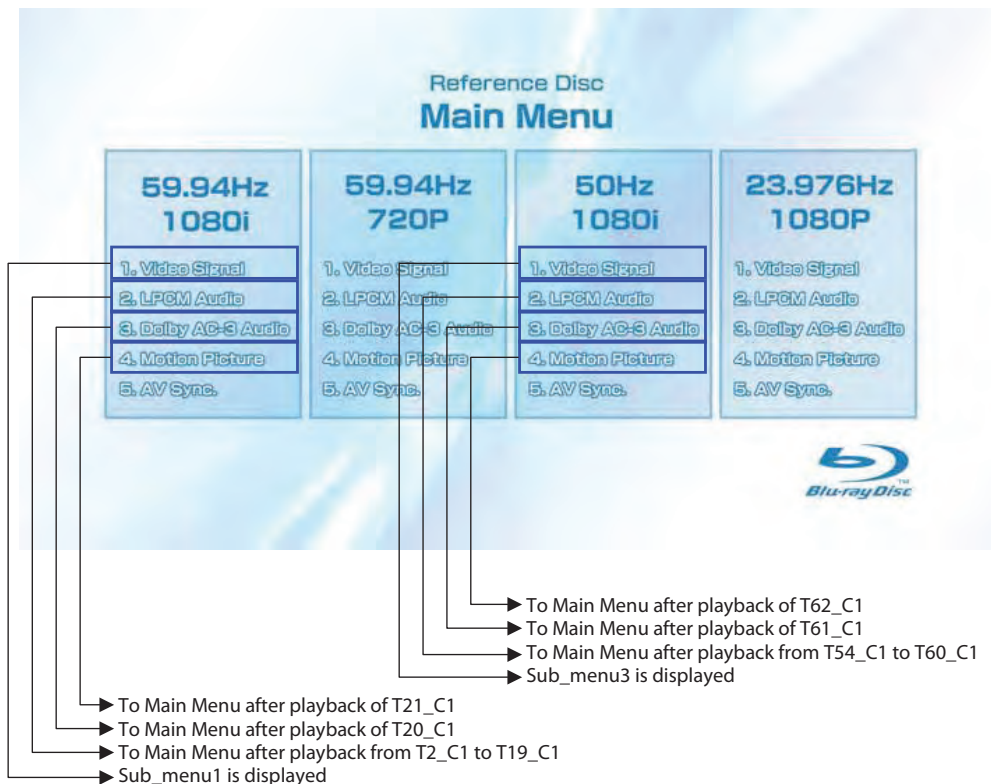 Reference Disc
Main Menu
59.94Hz
1080i
1. Video Signal
2. LPCM Audio
3. Dolby AC-3 Audio
4. Motion Picture
5. AV Sync.
59.94Hz
720P
1. Video Signal
2. LPCM Audio
3. Dolby AC-3 Audio
4. Motion Picture
5. AV Sync.
50Hz
1080i
1. Video Signal
2. LPCM Audio
3. Dolby AC-3 Audio
4. Motion Picture
5. AV Sync.
23.976Hz
1080P
1. Video Signal
2. LPCM Audio
3. Dolby AC-3 Audio
4. Motion Picture
5. AV Sync.
Blu-ray Disc™
To Main Menu after playback of T62_C1
To Main Menu after playback of T61_C1
To Main Menu after playback from T54_C1 to T60_C1
Sub_menu3 is displayed
To Main Menu after playback of T21_C1
To Main Menu after playback of T20_C1
To Main Menu after playback from T2_C1 to T19_C1
Sub_menu1 is displayed